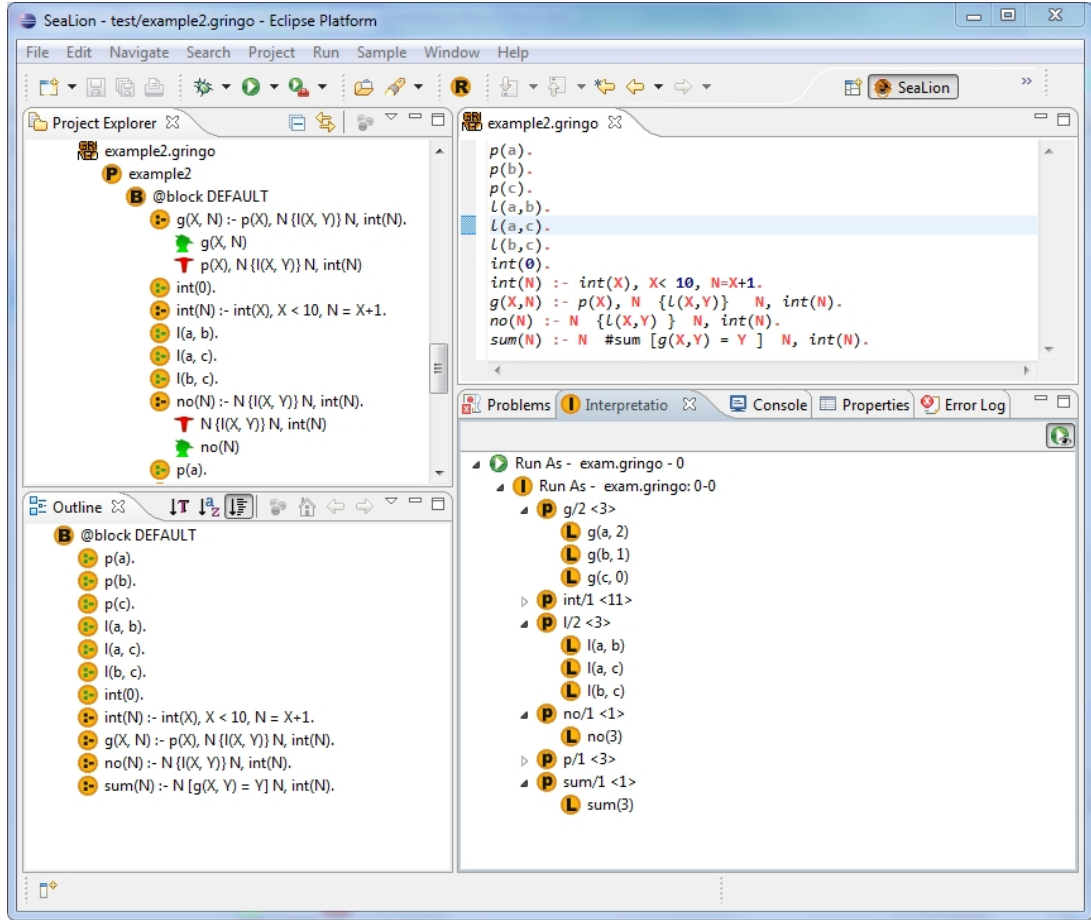 SeaLion - test/example2.gringo - Eclipse Platform
File Edit Navigate Search Project Run Sample Window Help
R
SeaLion
»
Project Explorer
example2.gringo
P example2
B @block DEFAULT
g(X, N) :- p(X), N {l(X, Y)} N, int(N).
g(X, N)
p(X), N {l(X, Y)} N, int(N)
int(0).
int(N) :- int(X), X < 10, N = X+1.
l(a, b).
l(a, c).
l(b, c).
no(N) :- N {l(X, Y)} N, int(N).
N {l(X, Y)} N, int(N)
no(N)
p(a).
example2.gringo
p(a).
p(b).
p(c).
l(a,b).
l(a,c).
l(b,c).
int(0).
int(N) :- int(X), X< 10, N=X+1.
g(X,N) :- p(X), N {l(X,Y)} N, int(N).
no(N) :- N {l(X,Y) } N, int(N).
sum(N) :- N #sum [g(X,Y) = Y ] N, int(N).
Outline
B @block DEFAULT
p(a).
p(b).
p(c).
l(a, b).
l(a, c).
l(b, c).
int(0).
int(N) :- int(X), X < 10, N = X+1.
g(X, N) :- p(X), N {l(X, Y)} N, int(N).
no(N) :- N {l(X, Y)} N, int(N).
sum(N) :- N [g(X, Y) = Y] N, int(N).
Problems I Interpretatio Console Properties Error Log
Run As - exam.gringo - 0
I Run As - exam.gringo: 0-0
P g/2 <3>
L g(a, 2)
L g(b, 1)
L g(c, 0)
P int/1 <11>
P l/2 <3>
L l(a, b)
L l(a, c)
L l(b, c)
P no/1 <1>
L no(3)
P p/1 <3>
P sum/1 <1>
L sum(3)